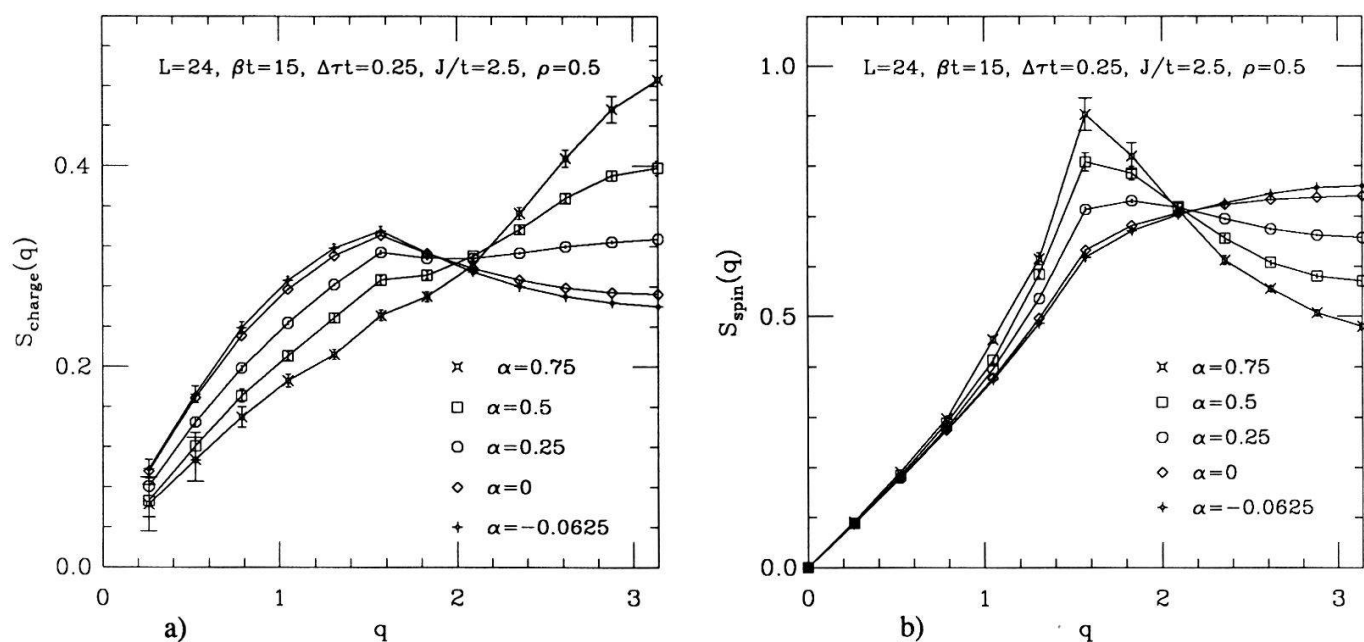 L=24, βt=15, Δτt=0.25, J/t=2.5, ρ=0.5
S_charge(q)
0.4
0.2
0.0
α=0.75
α=0.5
α=0.25
α=0
α=−0.0625
0
1
2
3
a)
q
L=24, βt=15, Δτt=0.25, J/t=2.5, ρ=0.5
S_spin(q)
1.0
0.5
0.0
α=0.75
α=0.5
α=0.25
α=0
α=−0.0625
0
1
2
3
b)
q